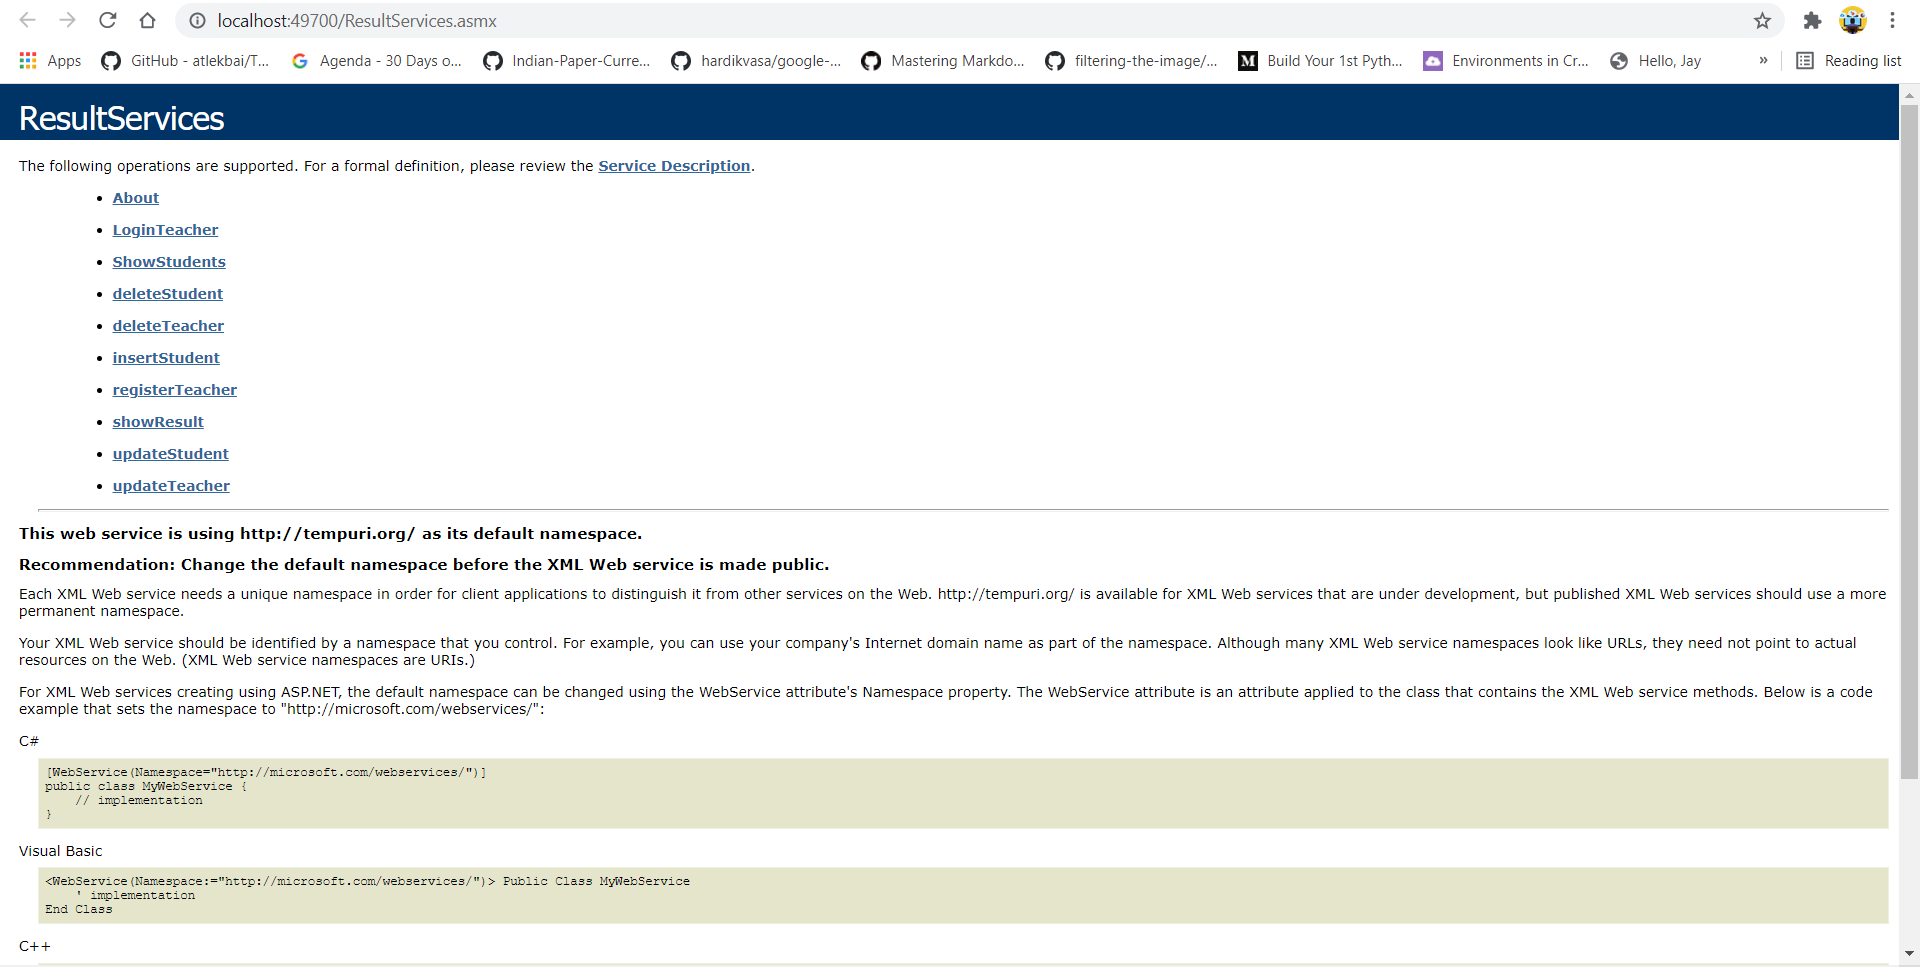 localhost:49700/ResultServices.asmx
Apps GitHub - atlekbai/T... Agenda - 30 Days o... Indian-Paper-Curre... hardikvasa/google-... Mastering Markdo... filtering-the-image/... Build Your 1st Pyth... Environments in Cr... Hello, Jay » Reading list
ResultServices
The following operations are supported. For a formal definition, please review the Service Description.
• About
• LoginTeacher
• ShowStudents
• deleteStudent
• deleteTeacher
• insertStudent
• registerTeacher
• showResult
• updateStudent
• updateTeacher
This web service is using http://tempuri.org/ as its default namespace.
Recommendation: Change the default namespace before the XML Web service is made public.
Each XML Web service needs a unique namespace in order for client applications to distinguish it from other services on the Web. http://tempuri.org/ is available for XML Web services that are under development, but published XML Web services should use a more
permanent namespace.
Your XML Web service should be identified by a namespace that you control. For example, you can use your company's Internet domain name as part of the namespace. Although many XML Web service namespaces look like URLs, they need not point to actual
resources on the Web. (XML Web service namespaces are URIs.)
For XML Web services creating using ASP.NET, the default namespace can be changed using the WebService attribute's Namespace property. The WebService attribute is an attribute applied to the class that contains the XML Web service methods. Below is a code
example that sets the namespace to "http://microsoft.com/webservices/":
C#
[WebService(Namespace="http://microsoft.com/webservices/")]
public class MyWebService {
    // implementation
}
Visual Basic
<WebService(Namespace:="http://microsoft.com/webservices/")> Public Class MyWebService
    ' implementation
End Class
C++